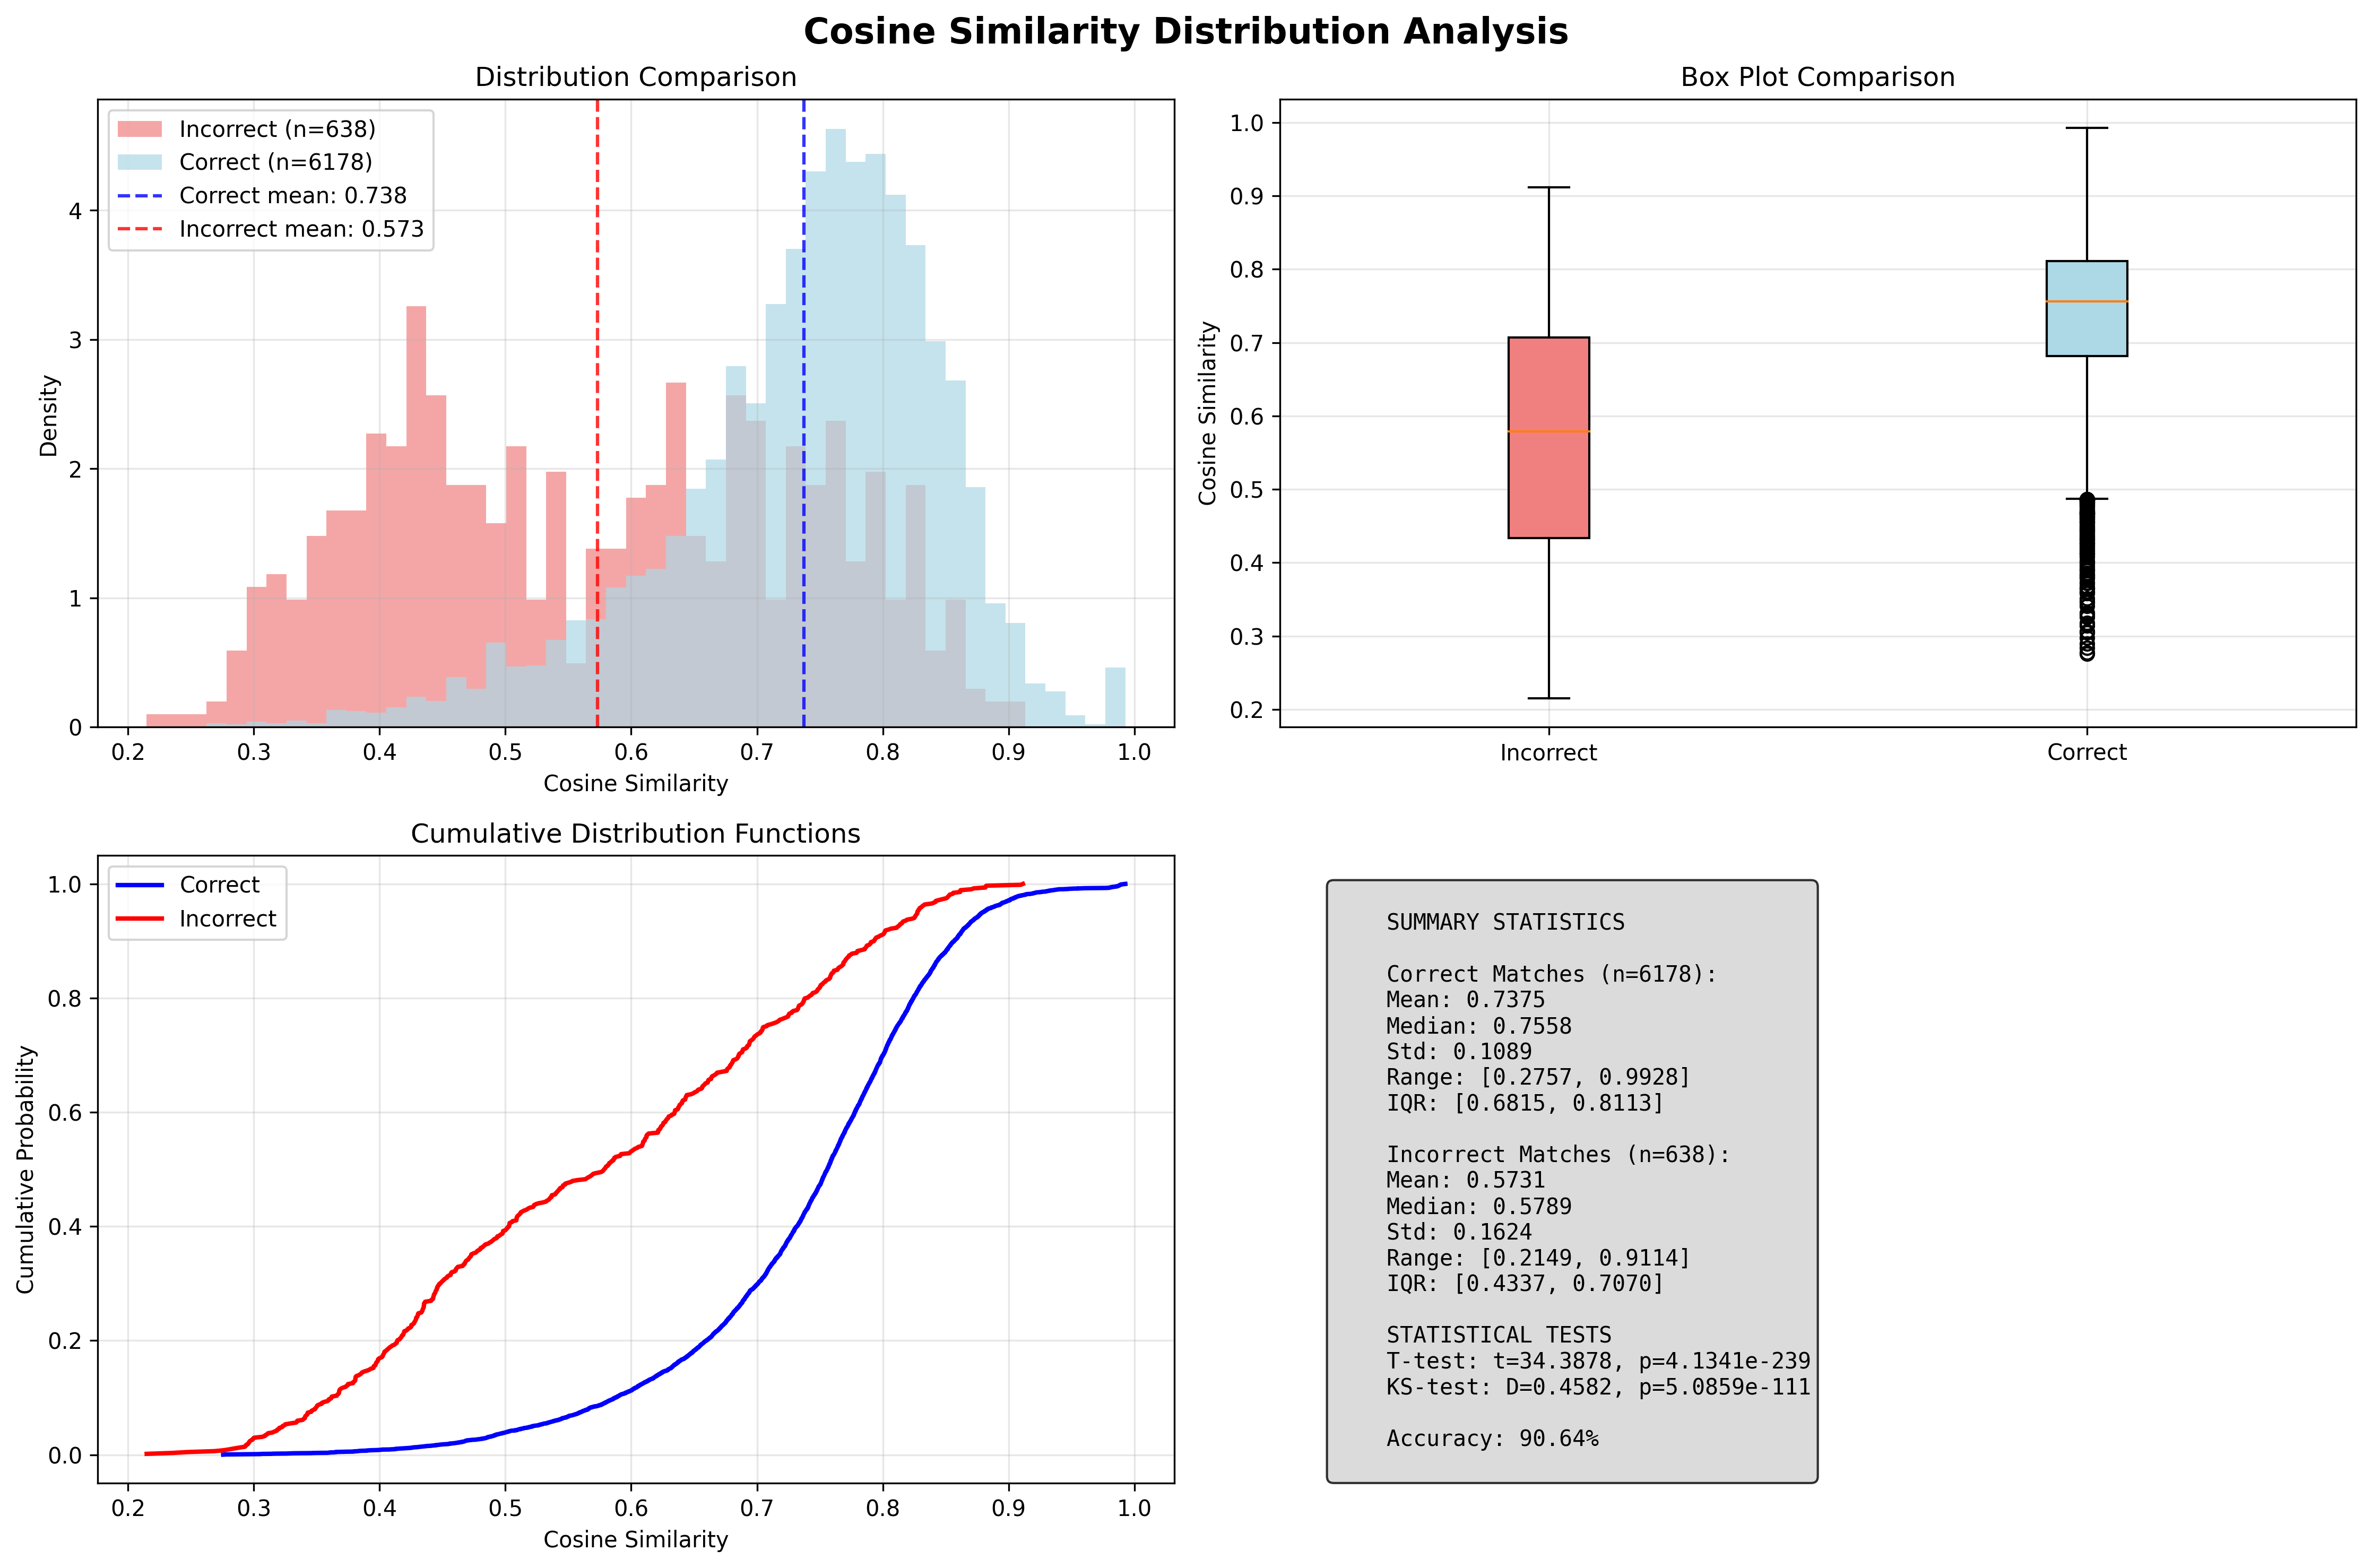 Cosine Similarity Distribution Analysis
Distribution Comparison
Incorrect (n=638)
Correct (n=6178)
Correct mean: 0.738
Incorrect mean: 0.573
Density
4
3
2
1
0
0.2 0.3 0.4 0.5 0.6 0.7 0.8 0.9 1.0
Cosine Similarity
Box Plot Comparison
Cosine Similarity
1.0
0.9
0.8
0.7
0.6
0.5
0.4
0.3
0.2
Incorrect Correct
Cumulative Distribution Functions
Correct
Incorrect
Cumulative Probability
1.0
0.8
0.6
0.4
0.2
0.0
0.2 0.3 0.4 0.5 0.6 0.7 0.8 0.9 1.0
Cosine Similarity
SUMMARY STATISTICS
Correct Matches (n=6178):
Mean: 0.7375
Median: 0.7558
Std: 0.1089
Range: [0.2757, 0.9928]
IQR: [0.6815, 0.8113]
Incorrect Matches (n=638):
Mean: 0.5731
Median: 0.5789
Std: 0.1624
Range: [0.2149, 0.9114]
IQR: [0.4337, 0.7070]
STATISTICAL TESTS
T-test: t=34.3878, p=4.1341e-239
KS-test: D=0.4582, p=5.0859e-111
Accuracy: 90.64%